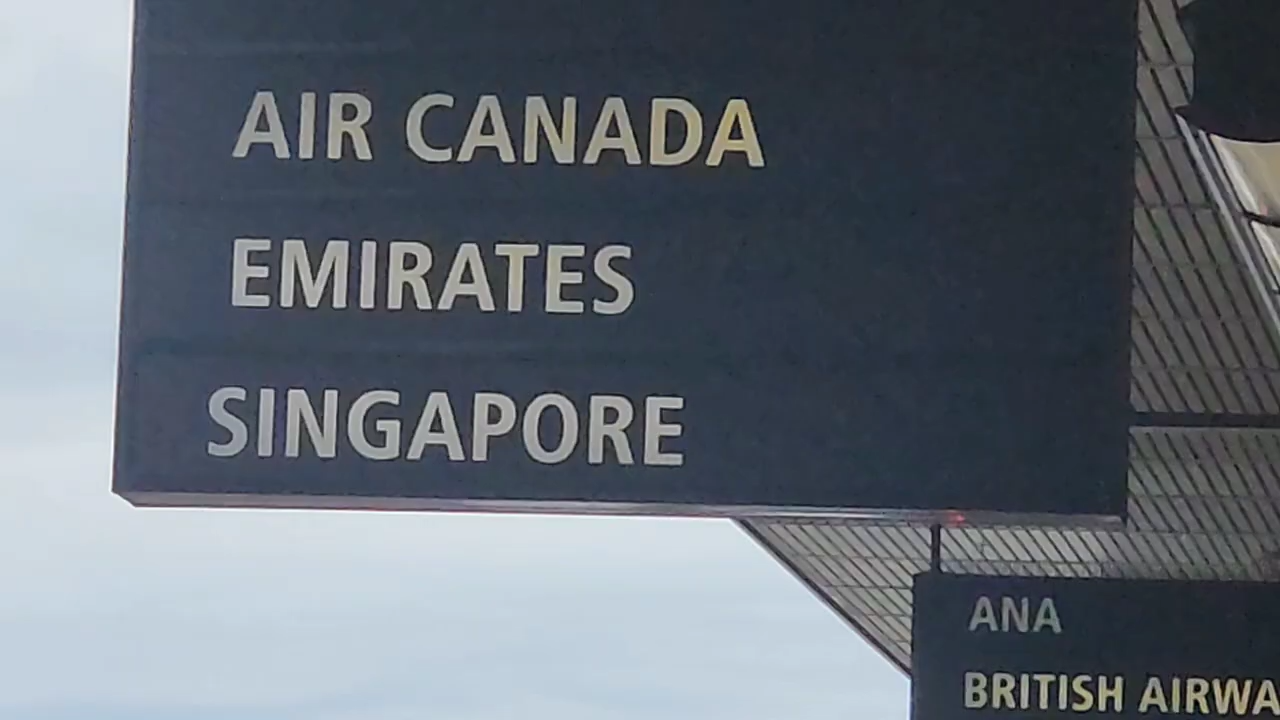 AIR CANADA
EMIRATES
SINGAPORE
ANA
BRITISH AIRWA